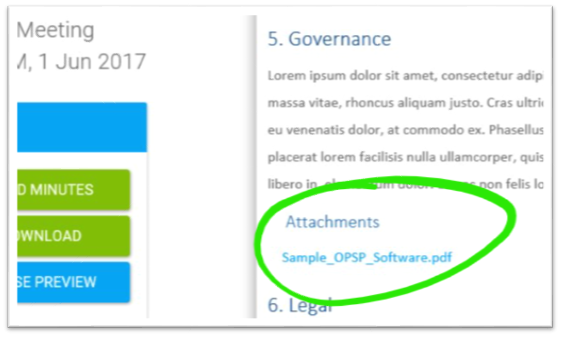 Meeting
M, 1 Jun 2017
D MINUTES
OWNLOAD
SE PREVIEW
5. Governance
Lorem ipsum dolor sit amet, consectetur adip
massa vitae, rhoncus aliquam justo. Cras ultri
eu venenatis dolor, at commodo ex. Phasellus
placerat lorem facilisis nulla ullamcorper, quis
libero in, non felis lo
Attachments
Sample_OPSP_Software.pdf
6. Legal